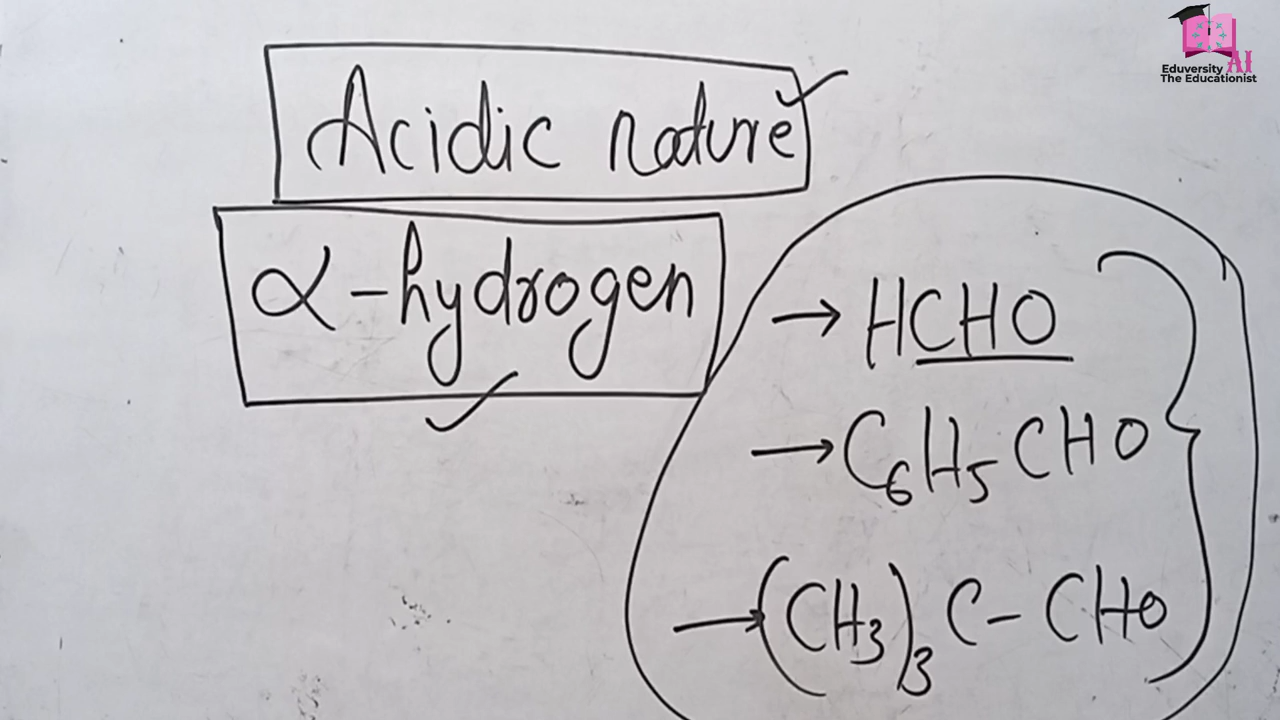 Eduversity AI
The Educationist
Acidic nature
α-hydrogen
→ HCHO
→ C₆H₅CHO
→ (CH₃)₃C-CHO